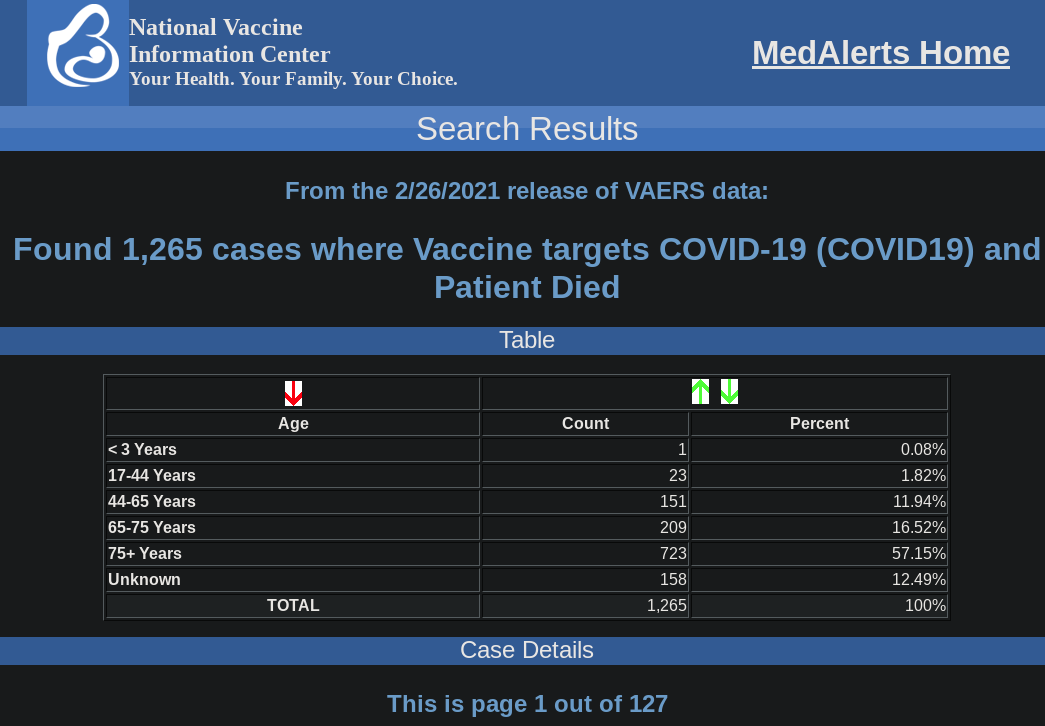 National Vaccine
Information Center
Your Health. Your Family. Your Choice.
MedAlerts Home
Search Results
From the 2/26/2021 release of VAERS data:
Found 1,265 cases where Vaccine targets COVID-19 (COVID19) and
Patient Died
Table
Age Count Percent
< 3 Years 1 0.08%
17-44 Years 23 1.82%
44-65 Years 151 11.94%
65-75 Years 209 16.52%
75+ Years 723 57.15%
Unknown 158 12.49%
TOTAL 1,265 100%
Case Details
This is page 1 out of 127